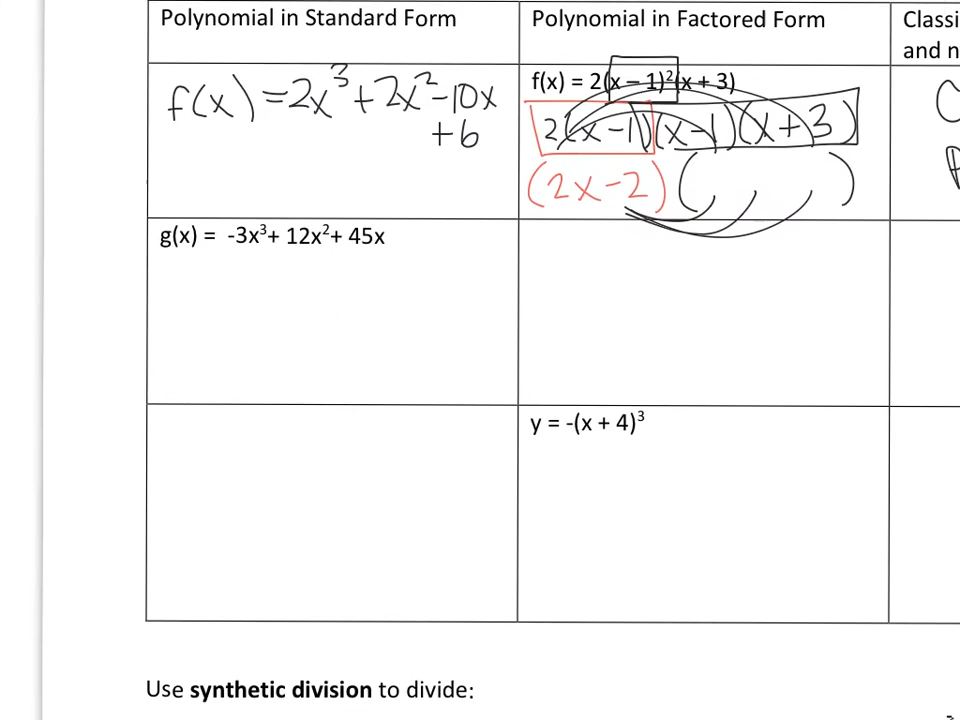 Polynomial in Standard Form
Polynomial in Factored Form
Classi
and n
f(x) = 2x³ + 2x² - 10x
+ 6
f(x) = 2(x – 1)²(x + 3)
2(x - 1)(x - 1)(x + 3)
(2x - 2) ( , , )
g(x) = -3x³+ 12x²+ 45x
y = -(x + 4)³
Use synthetic division to divide: